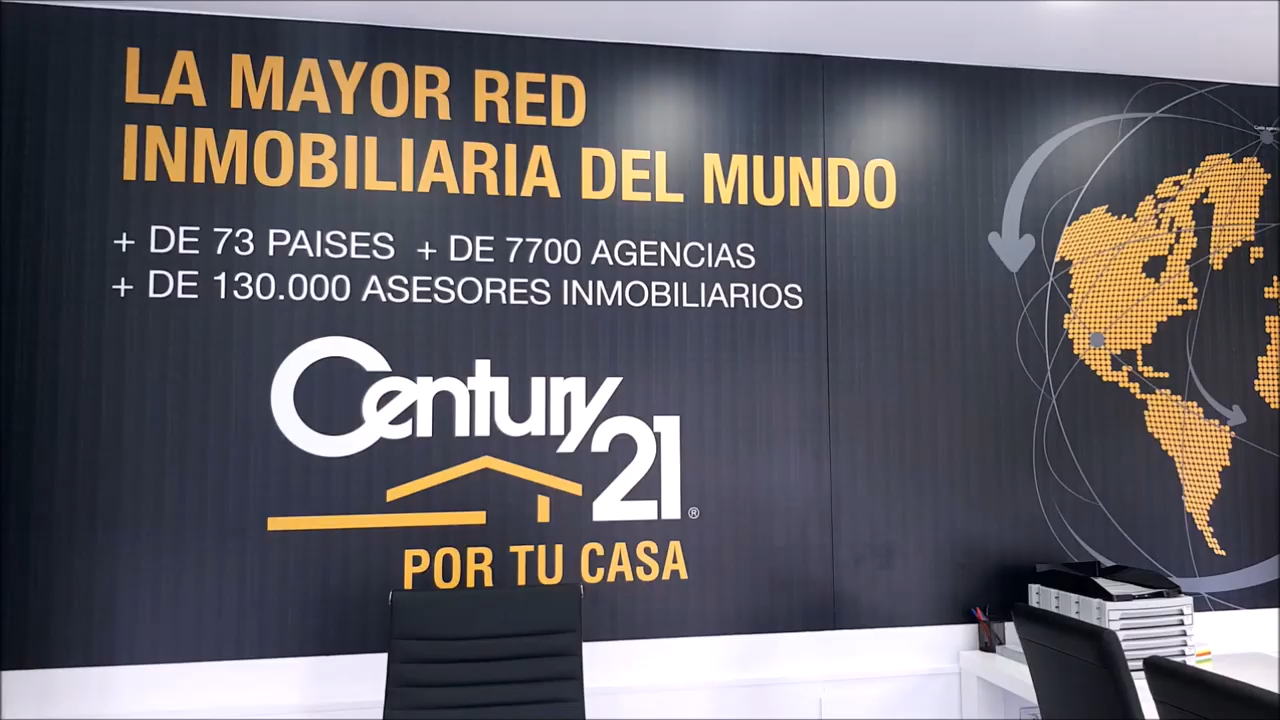 LA MAYOR RED
INMOBILIARIA DEL MUNDO
+ DE 73 PAISES + DE 7700 AGENCIAS
+ DE 130.000 ASESORES INMOBILIARIOS
Century
21®
POR TU CASA